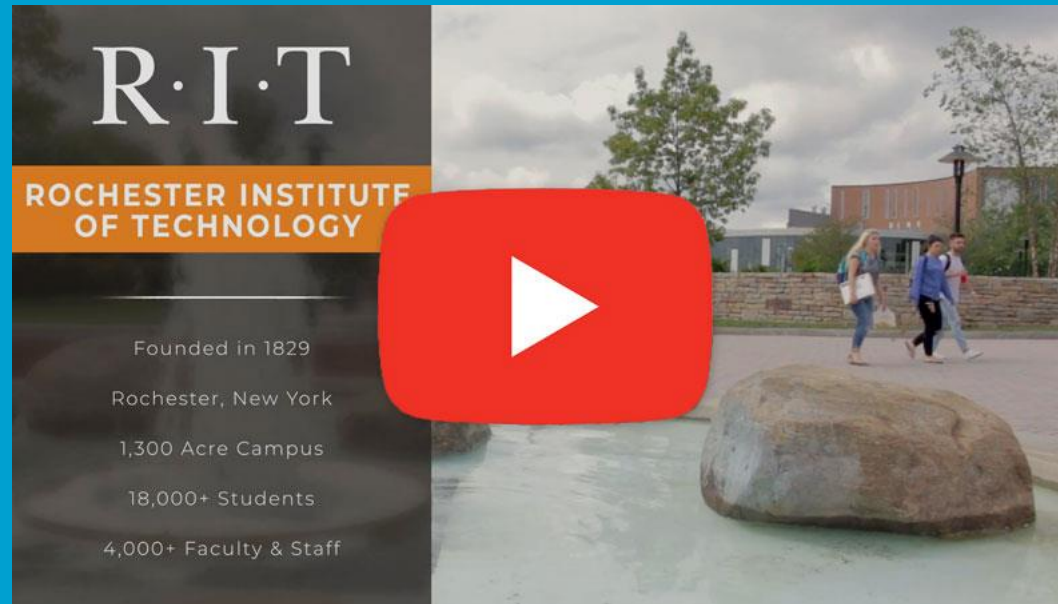 R·I·T
ROCHESTER INSTITUTE
OF TECHNOLOGY
Founded in 1829
Rochester, New York
1,300 Acre Campus
18,000+ Students
4,000+ Faculty & Staff